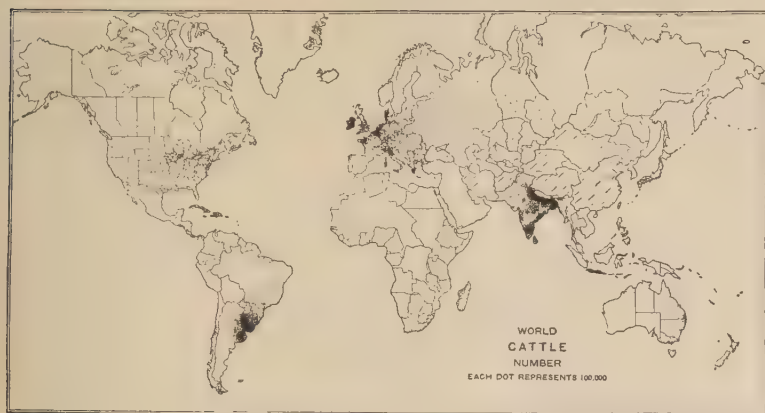 WORLD
CATTLE
NUMBER
EACH DOT REPRESENTS 100,000